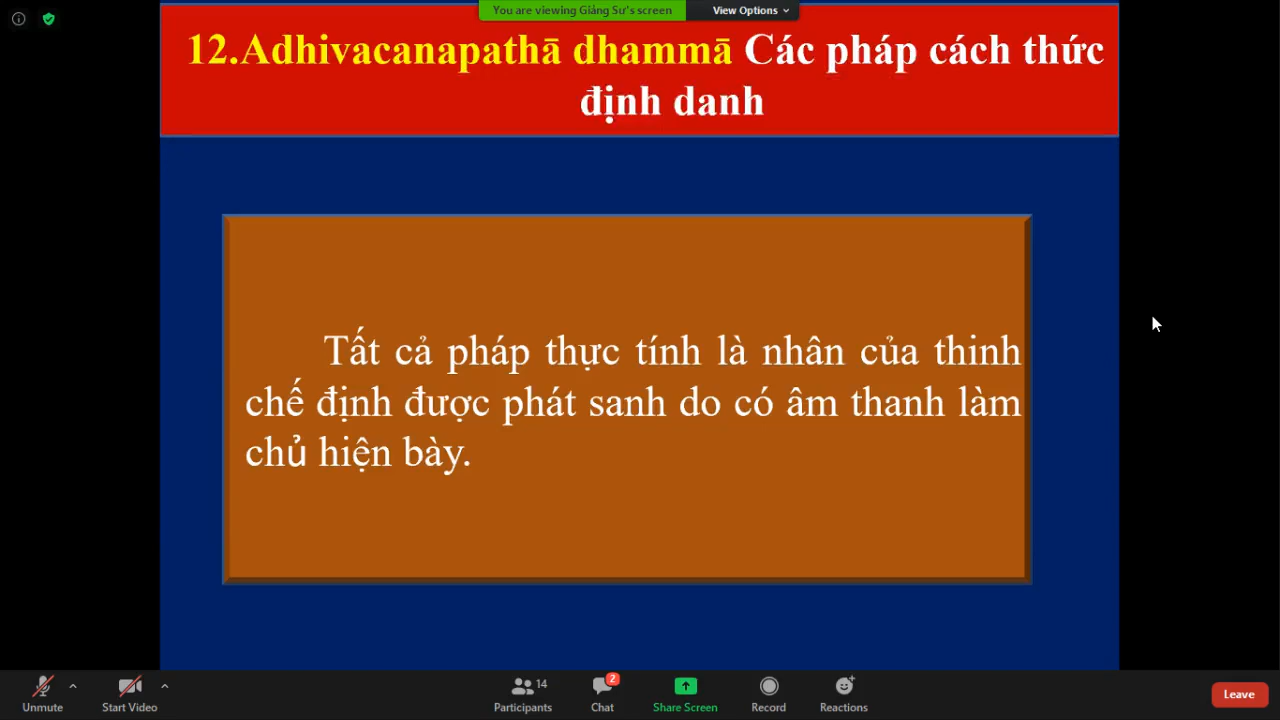 You are viewing Giảng Sư's screen
View Options
12.Adhivacanapathā dhammā Các pháp cách thức
định danh
Tất cả pháp thực tính là nhân của thinh
chế định được phát sanh do có âm thanh làm
chủ hiện bày.
14
2
Unmute
Start Video
Participants
Chat
Share Screen
Record
Reactions
Leave